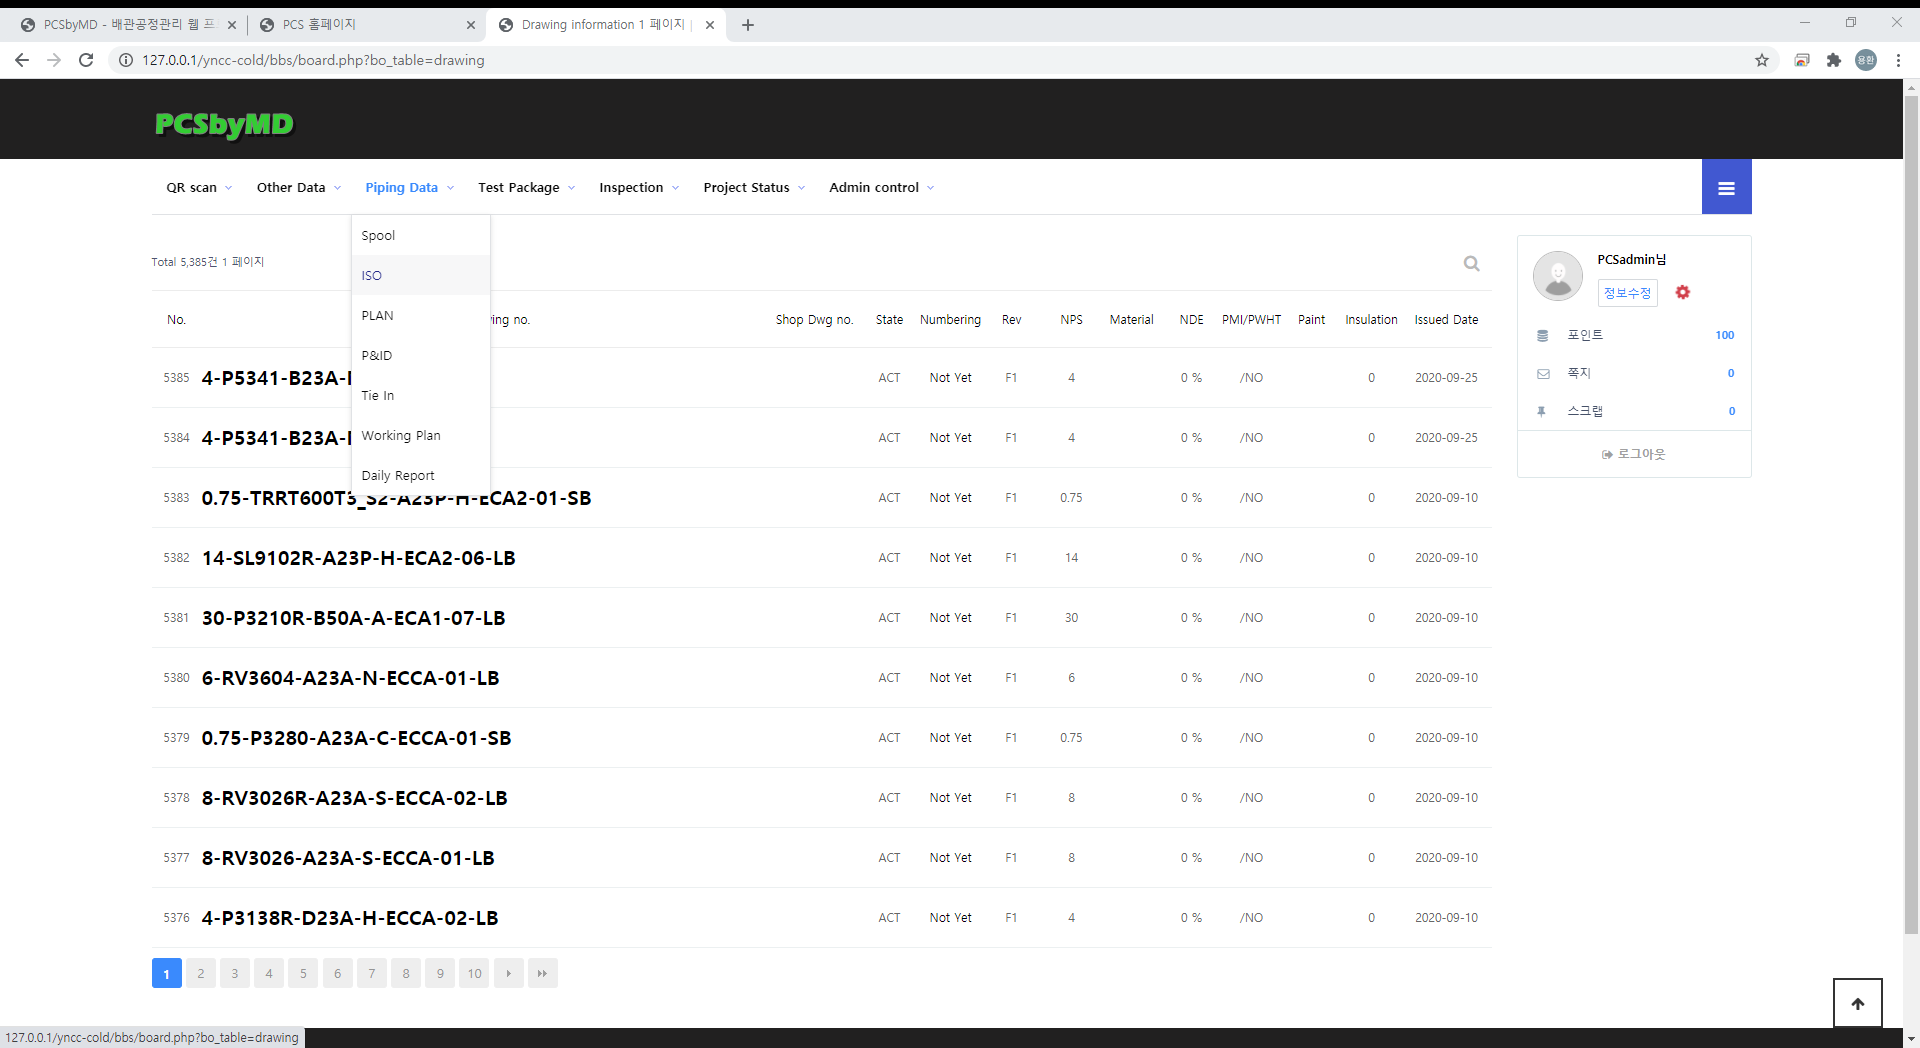 PCSbyMD - 배관공정관리 웹 프
PCS 홈페이지
Drawing information 1 페이지 |
127.0.0.1/yncc-cold/bbs/board.php?bo_table=drawing
용환
PCSbyMD
QR scan Other Data Piping Data Test Package Inspection Project Status Admin control
Spool
ISO
PLAN
P&ID
Tie In
Working Plan
Daily Report
Total 5,385건 1 페이지
No. ing no. Shop Dwg no. State Numbering Rev NPS Material NDE PMI/PWHT Paint Insulation Issued Date
5385 4-P5341-B23A- ACT Not Yet F1 4 0 % /NO 0 2020-09-25
5384 4-P5341-B23A- ACT Not Yet F1 4 0 % /NO 0 2020-09-25
5383 0.75-TRRT600T3_S2-A23P-H-ECA2-01-SB ACT Not Yet F1 0.75 0 % /NO 0 2020-09-10
5382 14-SL9102R-A23P-H-ECA2-06-LB ACT Not Yet F1 14 0 % /NO 0 2020-09-10
5381 30-P3210R-B50A-A-ECA1-07-LB ACT Not Yet F1 30 0 % /NO 0 2020-09-10
5380 6-RV3604-A23A-N-ECCA-01-LB ACT Not Yet F1 6 0 % /NO 0 2020-09-10
5379 0.75-P3280-A23A-C-ECCA-01-SB ACT Not Yet F1 0.75 0 % /NO 0 2020-09-10
5378 8-RV3026R-A23A-S-ECCA-02-LB ACT Not Yet F1 8 0 % /NO 0 2020-09-10
5377 8-RV3026-A23A-S-ECCA-01-LB ACT Not Yet F1 8 0 % /NO 0 2020-09-10
5376 4-P3138R-D23A-H-ECCA-02-LB ACT Not Yet F1 4 0 % /NO 0 2020-09-10
1 2 3 4 5 6 7 8 9 10
PCSadmin님
정보수정
포인트 100
쪽지 0
스크랩 0
로그아웃
127.0.0.1/yncc-cold/bbs/board.php?bo_table=drawing